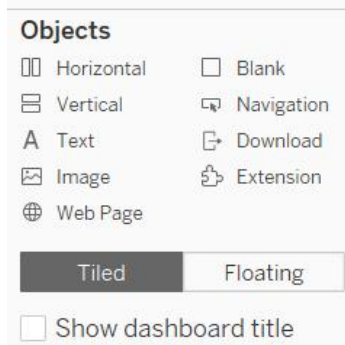 Objects
Horizontal Blank
Vertical Navigation
A Text Download
Image Extension
Web Page
Tiled Floating
Show dashboard title